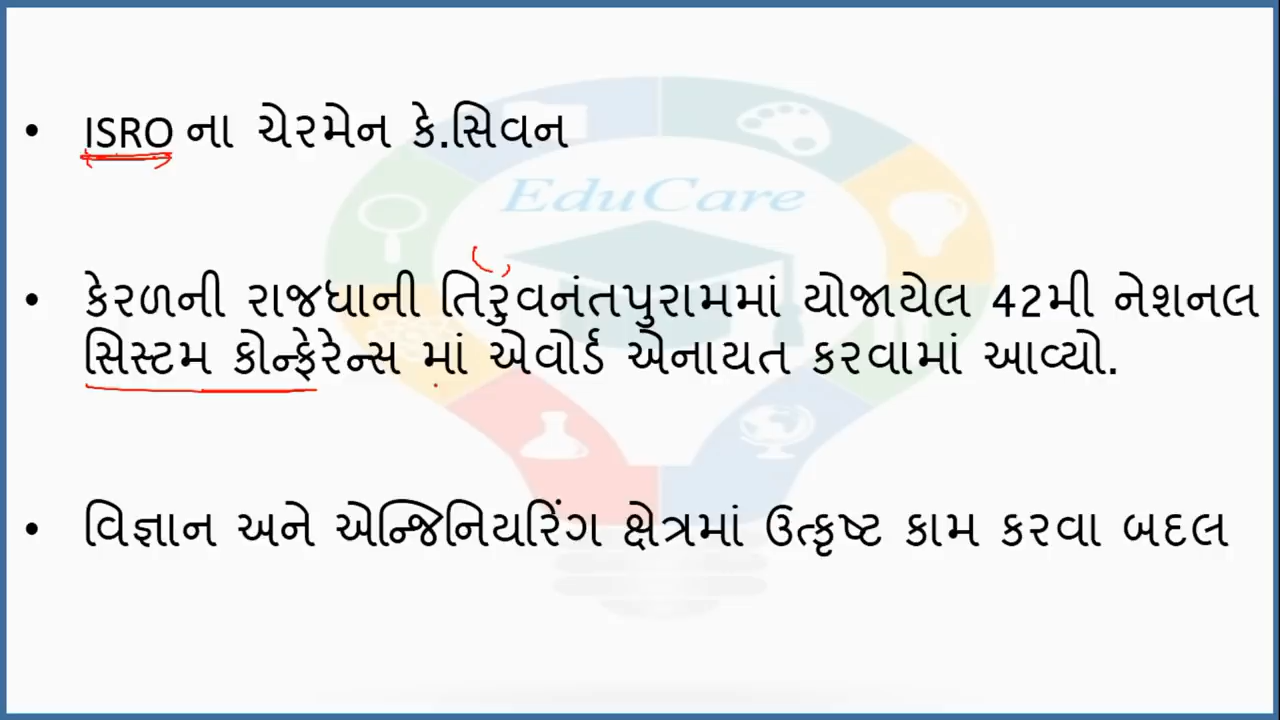 • ISRO ના ચેરમેન કે.સિવન
EduCare
• કેરળની રાજધાની તિરુવનંતપુરામમાં યોજાયેલ 42મી નેશનલ
સિસ્ટમ કોન્ફ્રેરેન્સ માં એવોર્ડ એનાયત કરવામાં આવ્યો.
• વિજ્ઞાન અને એન્જિનિયરિંગ ક્ષેત્રમાં ઉત્કૃષ્ટ કામ કરવા બદલ